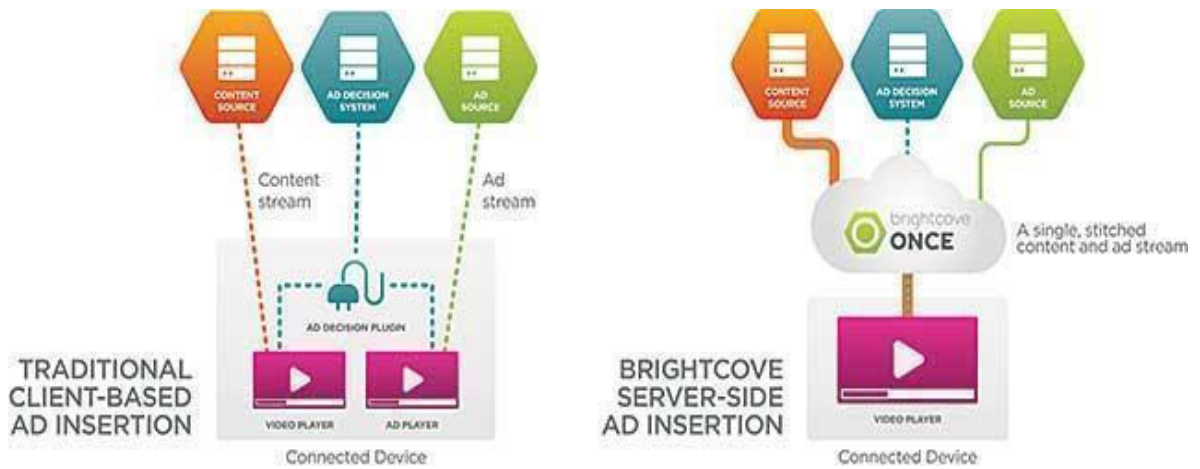 CONTENT
SOURCE
AD DECISION
SYSTEM
AD
SOURCE
Content
stream
Ad
stream
AD DECISION PLUGIN
TRADITIONAL
CLIENT-BASED
AD INSERTION
VIDEO PLAYER
AD PLAYER
Connected Device
CONTENT
SOURCE
AD DECISION
SYSTEM
AD
SOURCE
brightcove
ONCE
A single, stitched
content and ad stream
BRIGHTCOVE
SERVER-SIDE
AD INSERTION
VIDEO PLAYER
Connected Device